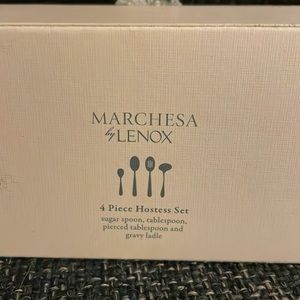 MARCHESA
by LENOX
4 Piece Hostess Set
sugar spoon, tablespoon,
pierced tablespoon and
gravy ladle